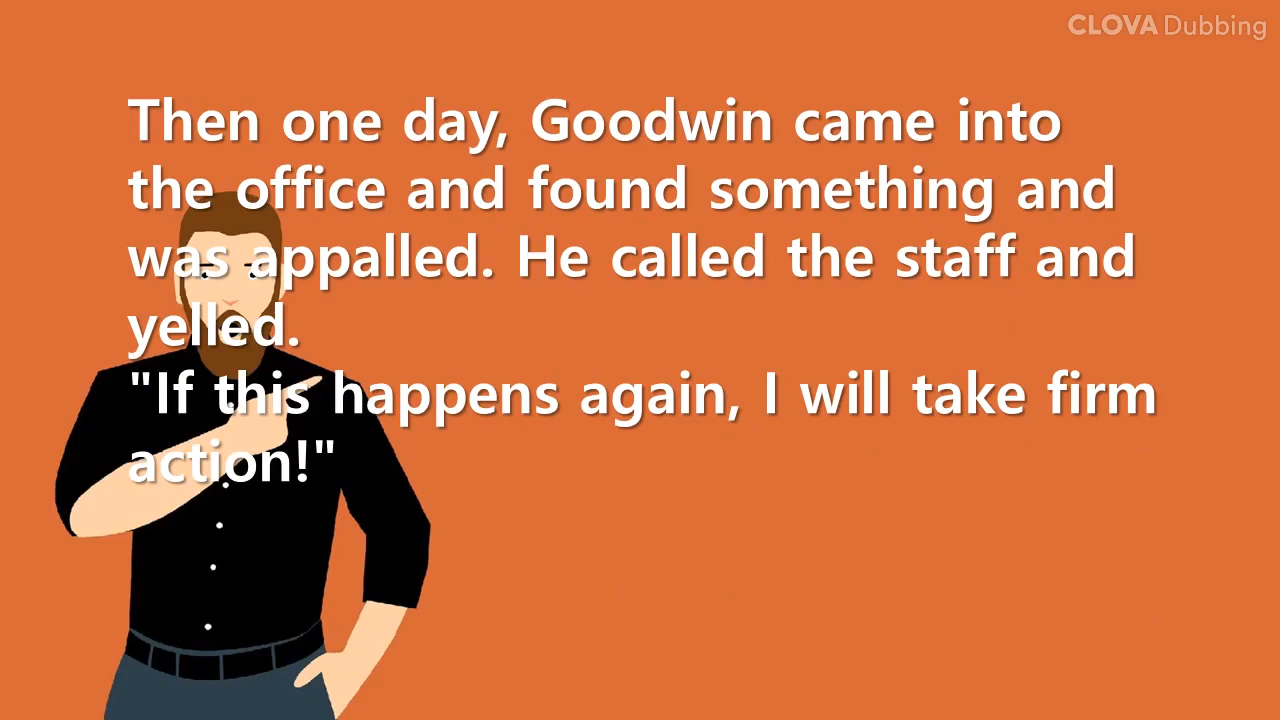 CLOVA Dubbing
Then one day, Goodwin came into
the office and found something and
was appalled. He called the staff and
yelled.
"If this happens again, I will take firm
action!"